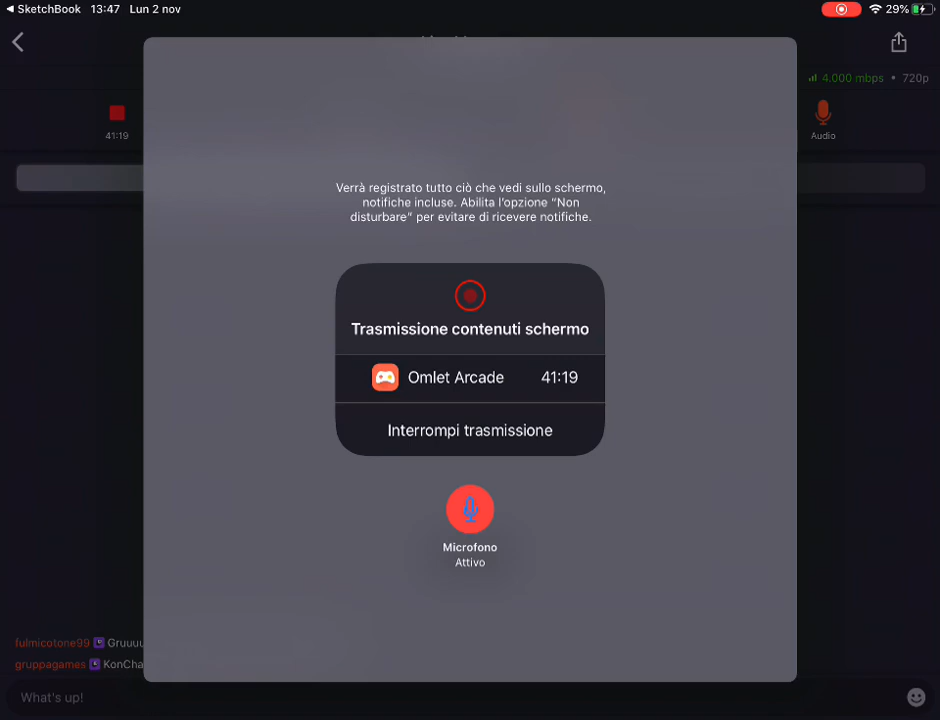 SketchBook 13:47 Lun 2 nov 29%
4.000 mbps • 720p
41:19
Audio
Verrà registrato tutto ciò che vedi sullo schermo,
notifiche incluse. Abilita l'opzione "Non
disturbare" per evitare di ricevere notifiche.
Trasmissione contenuti schermo
Omlet Arcade 41:19
Interrompi trasmissione
Microfono
Attivo
fulmicotone99 Gruuuu
gruppagames KonCha
What's up!